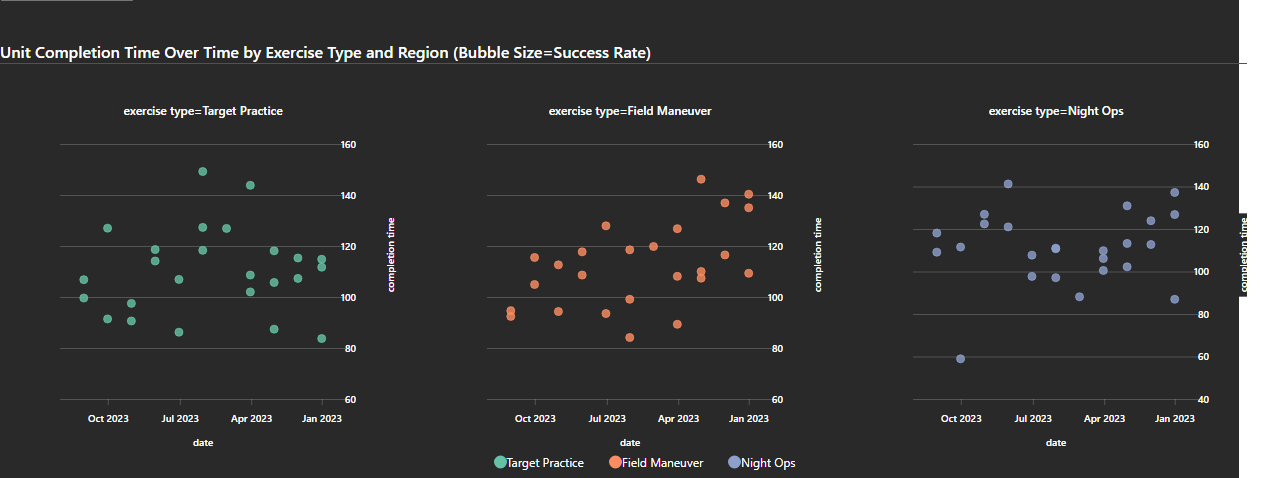 Unit Completion Time Over Time by Exercise Type and Region (Bubble Size=Success Rate)
exercise type=Target Practice
160
140
120
100
80
60
completion time
Oct 2023 Jul 2023 Apr 2023 Jan 2023
date
exercise type=Field Maneuver
160
140
120
100
80
60
completion time
Oct 2023 Jul 2023 Apr 2023 Jan 2023
date
exercise type=Night Ops
160
140
120
100
80
60
40
completion time
Oct 2023 Jul 2023 Apr 2023 Jan 2023
date
Target Practice Field Maneuver Night Ops